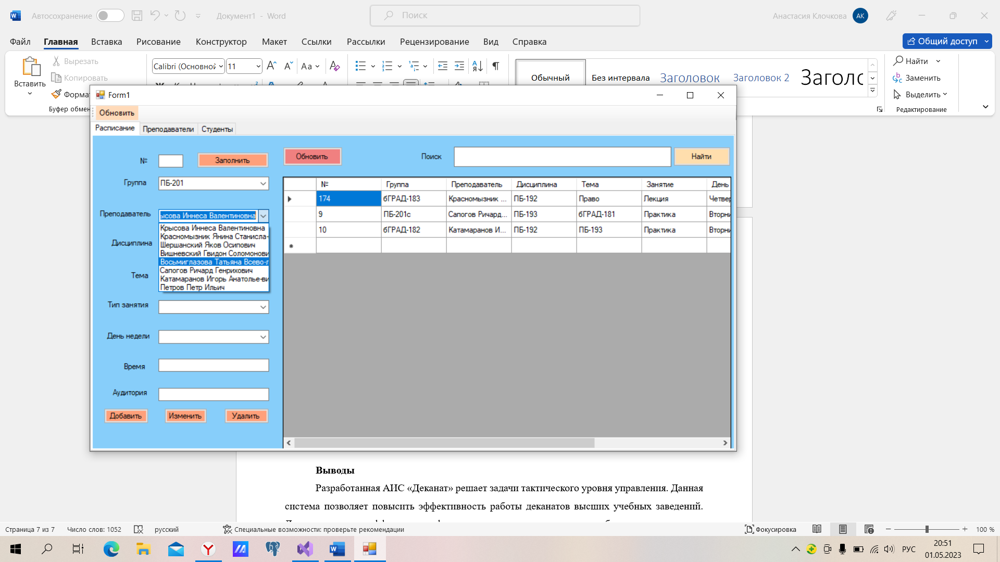 Автосохранение
Документ1 - Word
Поиск
Анастасия Клочкова
АК
Файл Главная Вставка Рисование Конструктор Макет Ссылки Рассылки Рецензирование Вид Справка
Общий доступ
Вставить
Вырезать
Копировать
Формат
Буфер обмен
Calibri (Основной
11
Обычный
Без интервала
Заголовок
Заголовок 2
Заголо
Найти
Заменить
Выделить
Редактирование
Form1
Обновить
Расписание Преподаватели Студенты
№
Заполнить
Обновить
Поиск
Найти
Группа
ПБ-201
Преподаватель
ысова Иннеса Валентиновна
Крысова Иннеса Валентиновна
Красномызник Янина Станисла-
Шершанский Яков Осипович
Вишневский Гвидон Соломонови
Восьмиглазова Татьяна Всево-л
Сапогов Ричард Генрихович
Катамаранов Игорь Анатолье-ви
Петров Петр Ильич
Дисциплина
Тема
Тип занятия
День недели
Время
Аудитория
Добавить Изменить Удалить
№ Группа Преподаватель Дисциплина Тема Занятие День
174 бГРАД-183 Красномызник ... ПБ-192 Право Лекция Четвер
9 ПБ-201с Сапогов Ричард... ПБ-193 бГРАД-181 Практика Вторни
10 бГРАД-182 Катамаранов И... ПБ-192 ПБ-193 Практика Вторни
Выводы
Разработанная АИС «Деканат» решает задачи тактического уровня управления. Данная
система позволяет повысить эффективность работы деканатов высших учебных заведений.
Страница 7 из 7
Число слов: 1052
русский
Специальные возможности: проверьте рекомендации
Фокусировка
100 %
РУС
20:51
01.05.2023